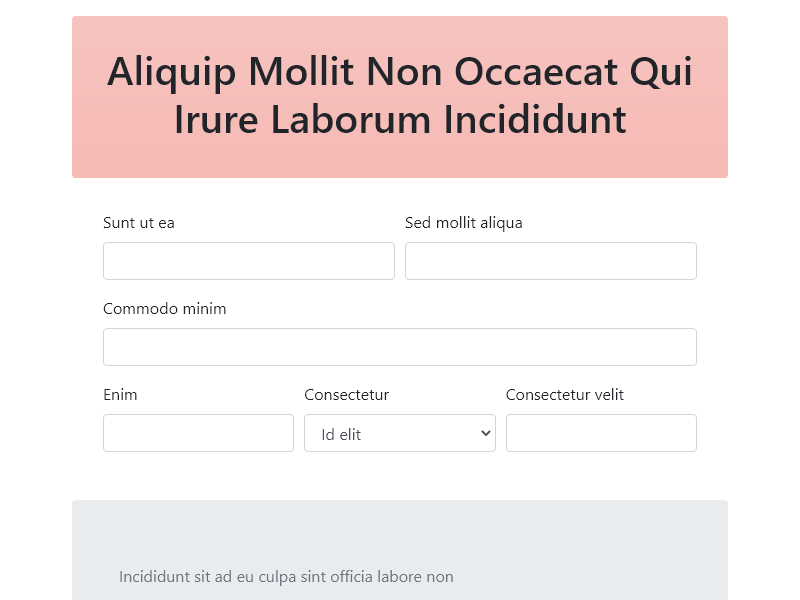 Aliquip Mollit Non Occaecat Qui
Irure Laborum Incididunt
Sunt ut ea
Sed mollit aliqua
Commodo minim
Enim
Consectetur
Consectetur velit
Id elit
Incididunt sit ad eu culpa sint officia labore non